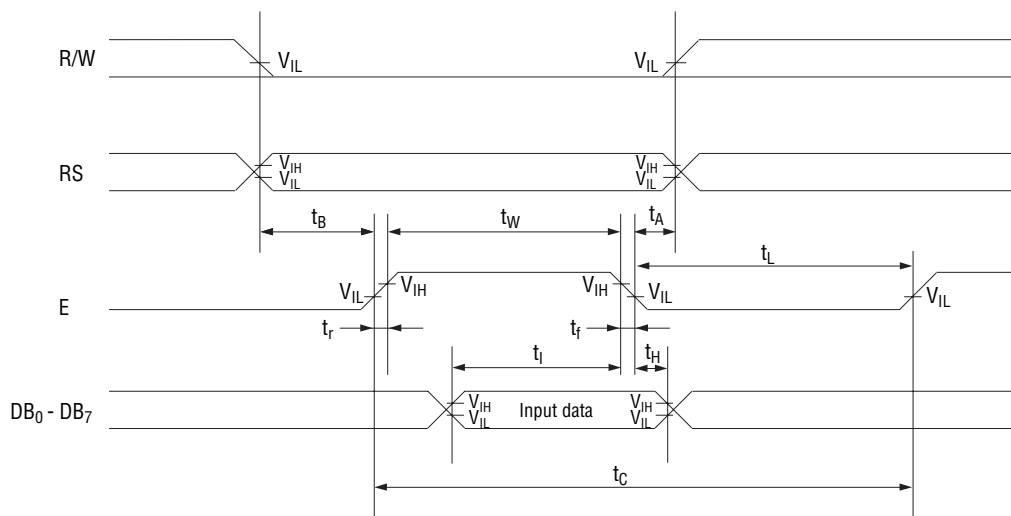 R/W V_IL V_IL
RS V_IH V_IH
V_IL V_IL
t_B t_W t_A
t_L
E V_IL V_IH V_IH V_IL V_IL
t_r t_f
t_I t_H
DB_0 - DB_7 V_IH Input data V_IH
V_IL V_IL
t_C